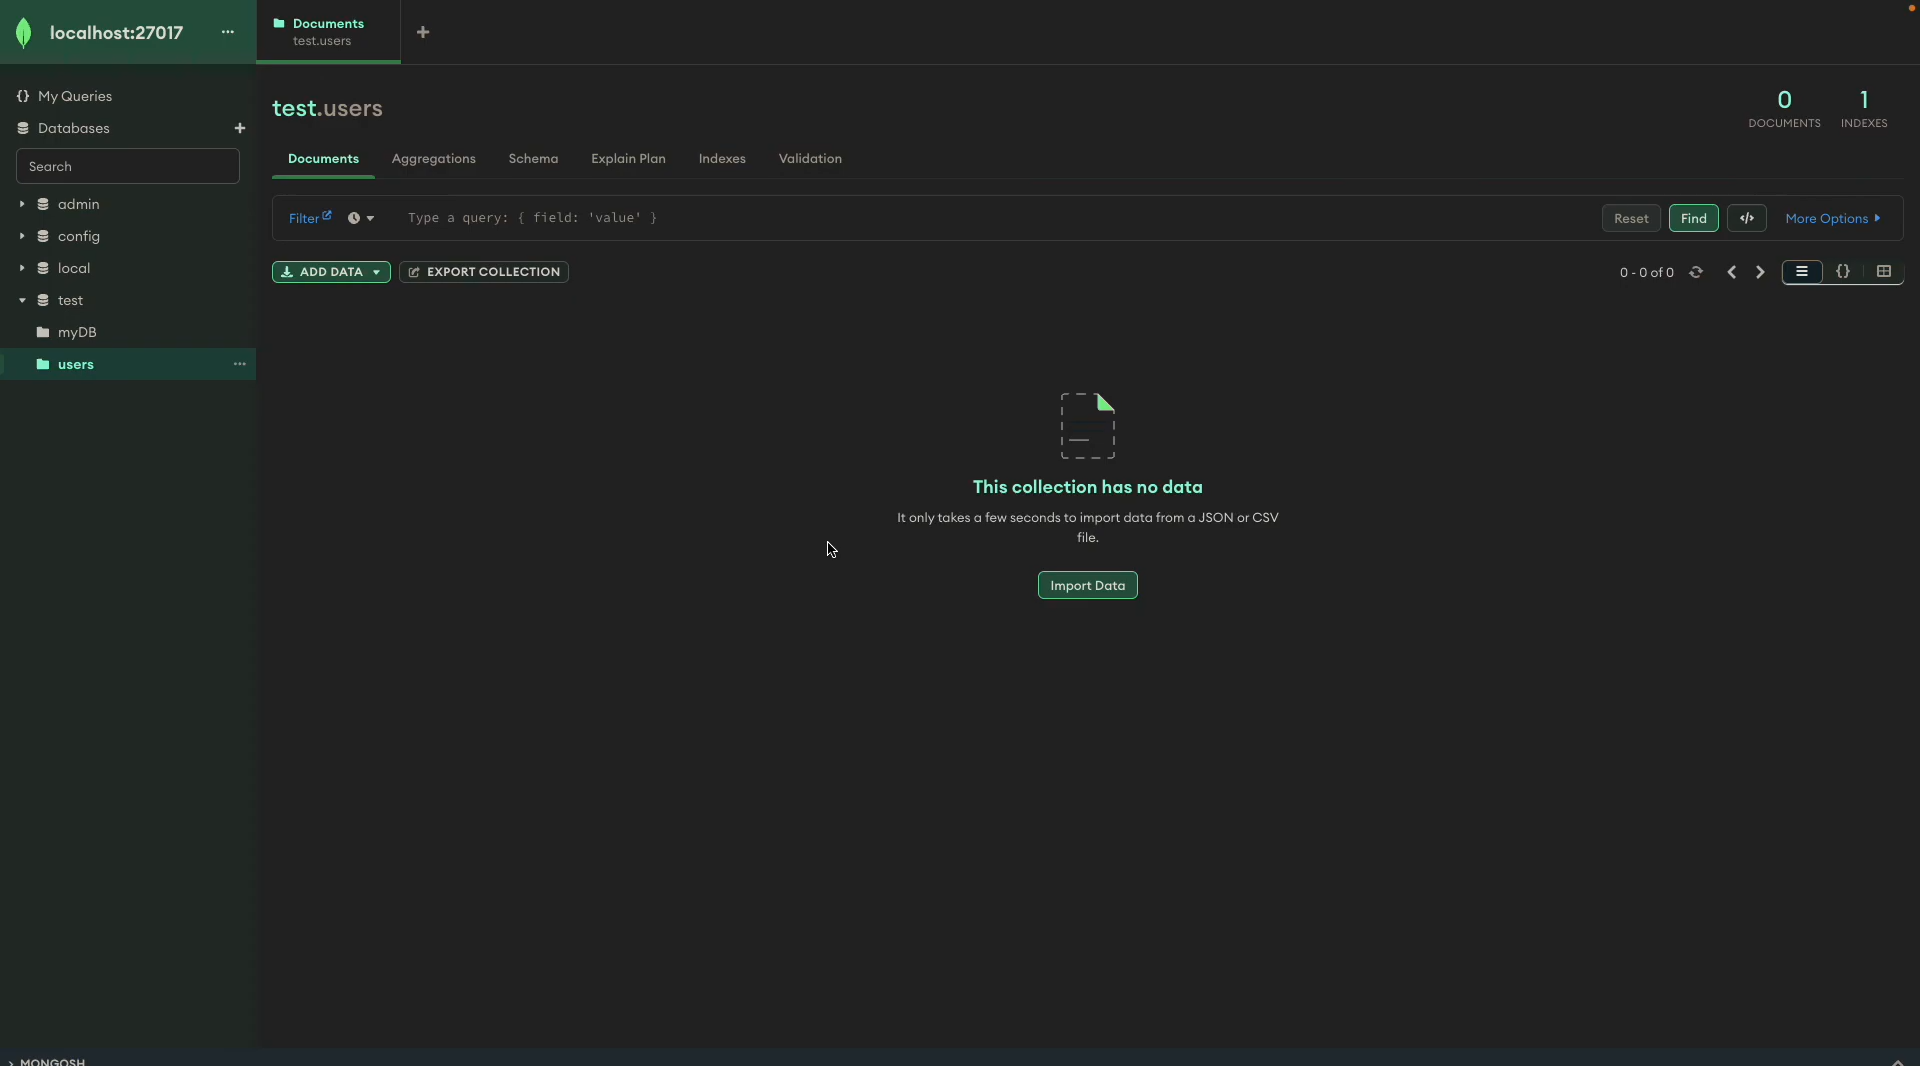 localhost:27017
Documents
test.users
My Queries
Databases
Search
admin
config
local
test
myDB
users
test.users
0
DOCUMENTS
1
INDEXES
Documents
Aggregations
Schema
Explain Plan
Indexes
Validation
Filter
Type a query: { field: 'value' }
Reset
Find
More Options
ADD DATA
EXPORT COLLECTION
0 - 0 of 0
This collection has no data
It only takes a few seconds to import data from a JSON or CSV
file.
Import Data
MONGOSH